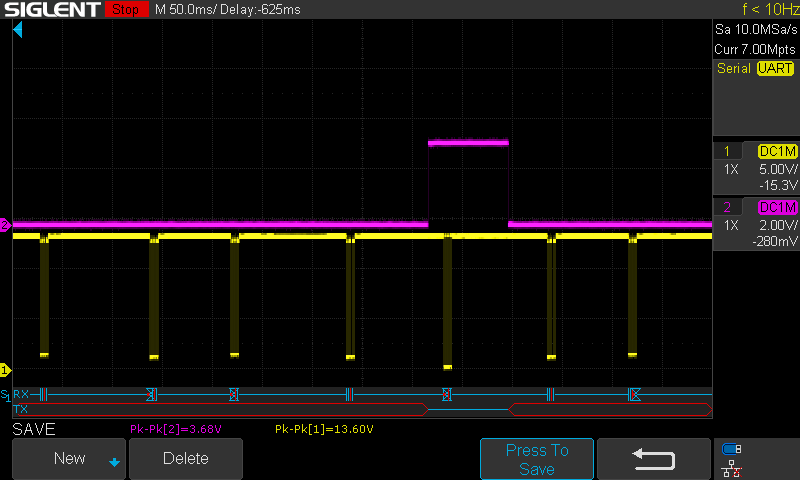 SIGLENT Stop M 50.0ms/ Delay:-625ms f < 10Hz
Sa 10.0MSa/s
Curr 7.00Mpts
Serial UART
1 DC1M
1X 5.00V/
-15.3V
2 DC1M
1X 2.00V/
-280mV
2
1
S1 RX
TX
SAVE Pk-Pk[2]=3.68V Pk-Pk[1]=13.60V
New Delete Press To
Save